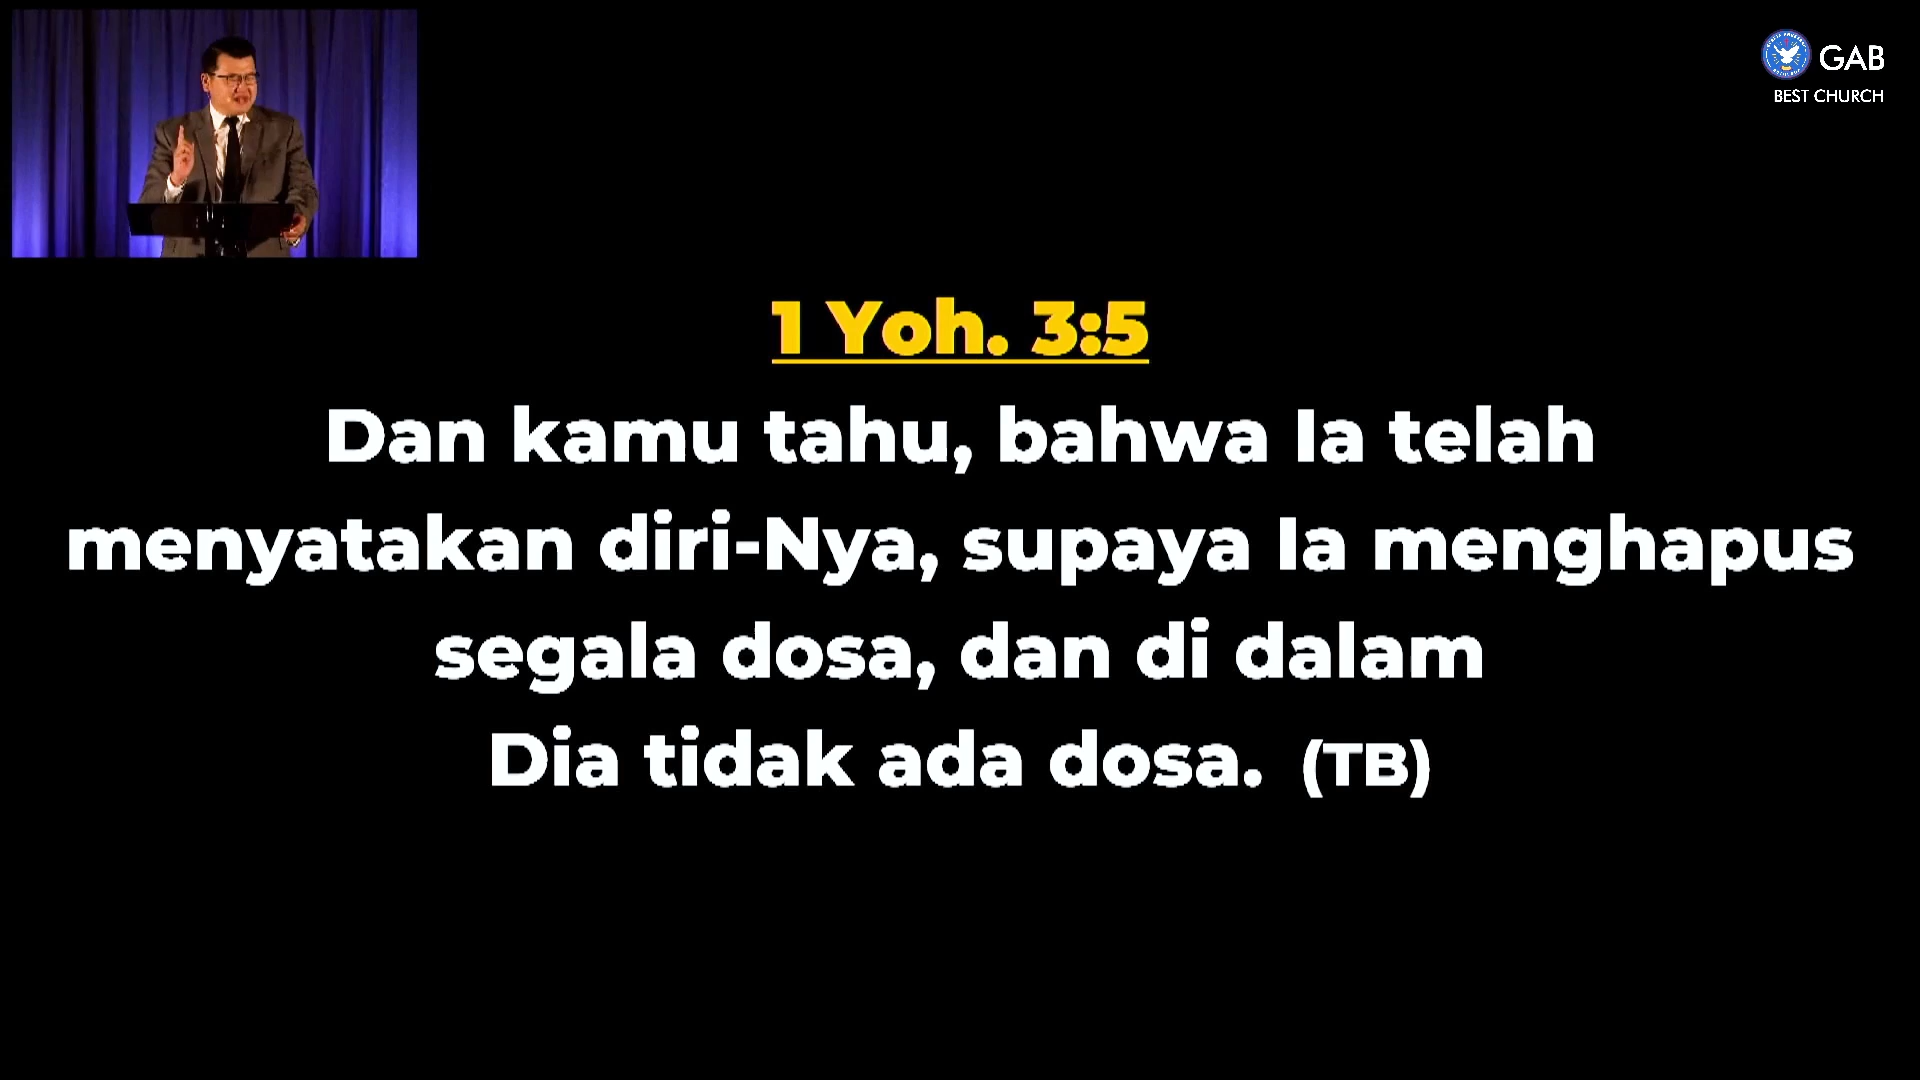 GAB
BEST CHURCH
1 Yoh. 3:5
Dan kamu tahu, bahwa Ia telah
menyatakan diri-Nya, supaya Ia menghapus
segala dosa, dan di dalam
Dia tidak ada dosa. (TB)